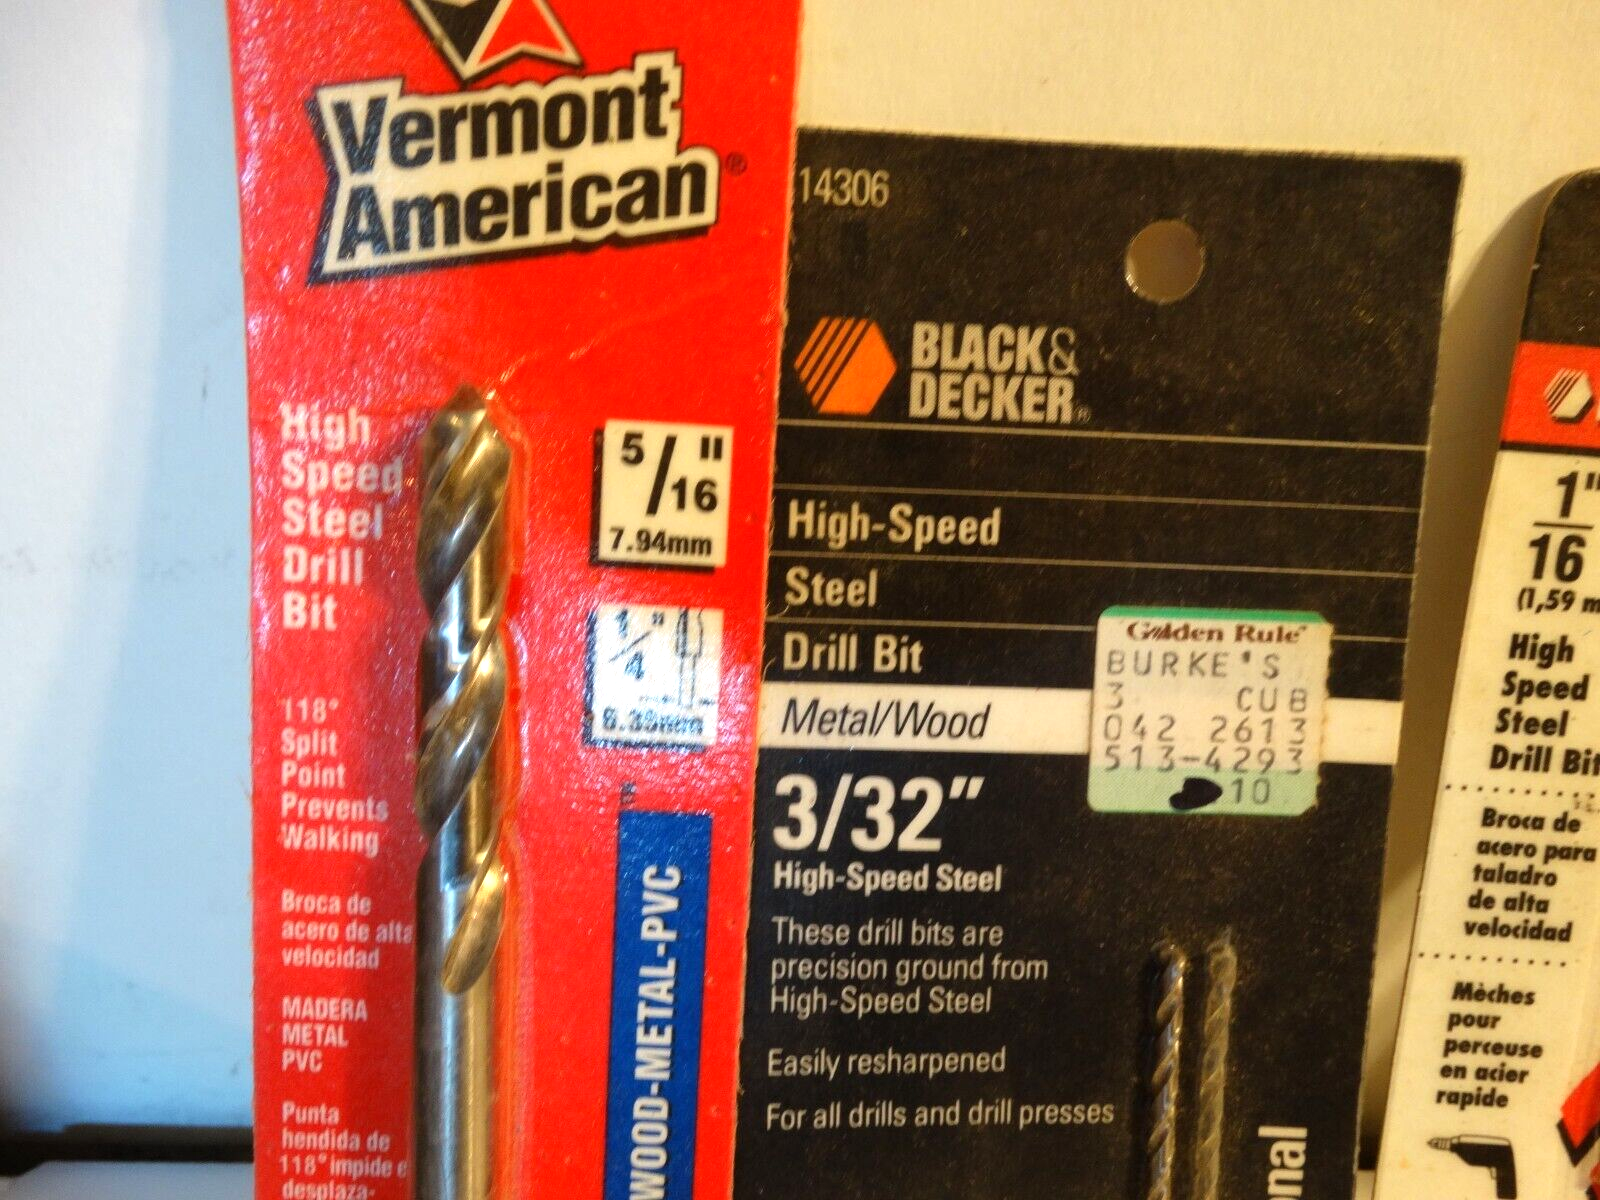 Vermont
American®
High
Speed
Steel
Drill
Bit
5/16"
7.94mm
1/4"
6.35mm
118°
Split
Point
Prevents
Walking
Broca de
acero de alta
velocidad
MADERA
METAL
PVC
Punta
hendida de
118° impide e
desplaza-
WOOD-METAL-PVC
TM
14306
BLACK&
DECKER®
High-Speed
Steel
Drill Bit
Metal/Wood
3/32"
High-Speed Steel
These drill bits are
precision ground from
High-Speed Steel
Easily resharpened
For all drills and drill presses
onal
Golden Rule
BURKE'S
3 CUB
042 2613
513-4293
10
1"
16
(1,59 m
High
Speed
Steel
Drill Bit
Broca de
acero para
taladro
de alta
velocidad
Mèches
pour
perceuse
en acier
rapide